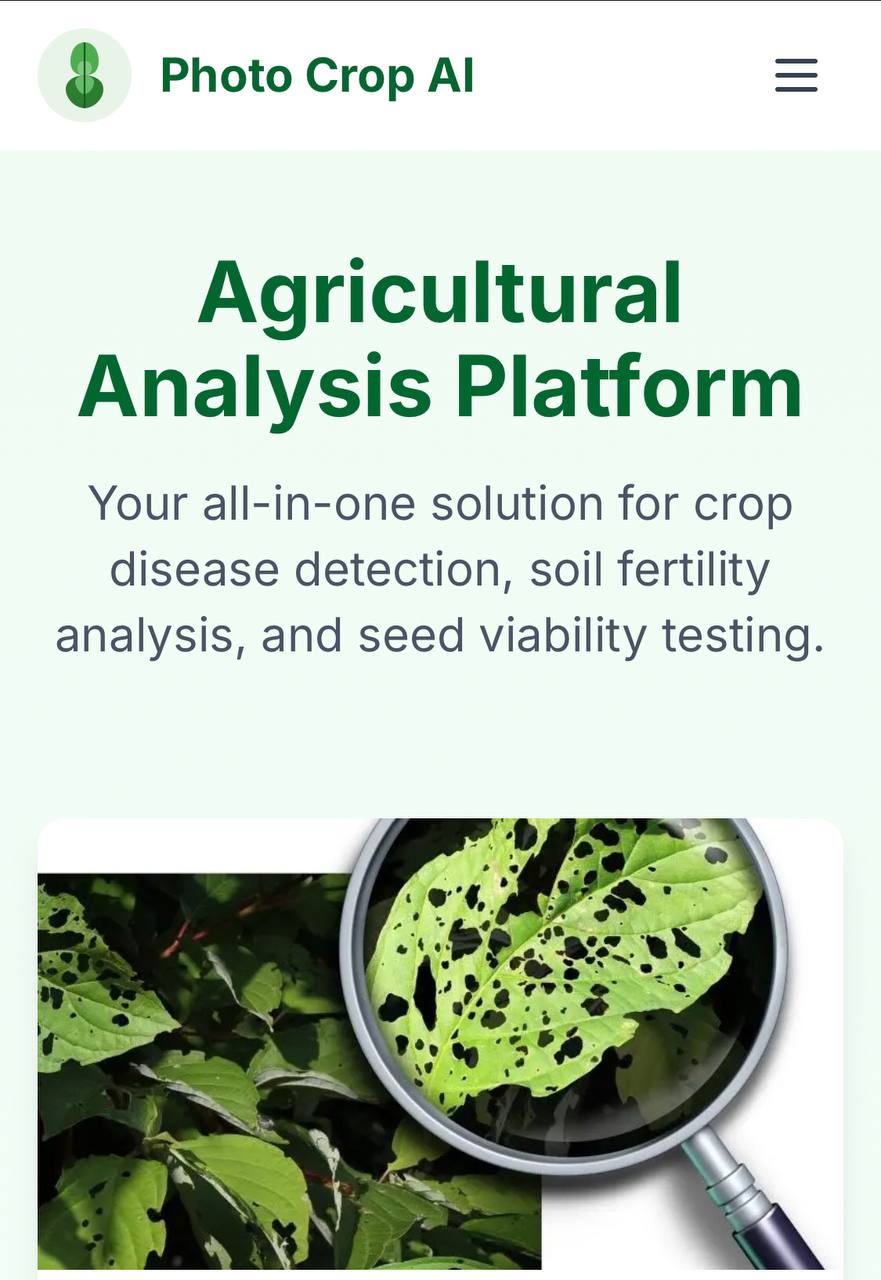 Photo Crop AI
Agricultural
Analysis Platform
Your all-in-one solution for crop
disease detection, soil fertility
analysis, and seed viability testing.